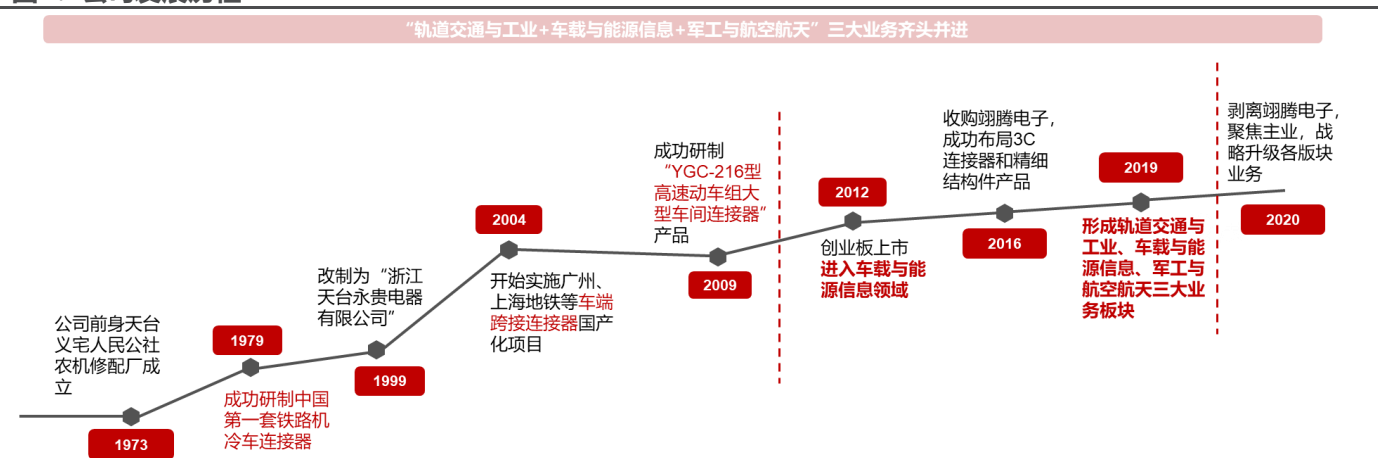 “轨道交通与工业+车载与能源信息+军工与航空航天”三大业务齐头并进
公司前身天台
义宅人民公社
农机修配厂成
立
1973
1979
成功研制中国
第一套铁路机
冷车连接器
改制为“浙江
天台永贵电器
有限公司”
1999
2004
开始实施广州、
上海地铁等车端
跨接连接器国产
化项目
成功研制
“YGC-216型
高速动车组大
型车间连接器”
产品
2009
2012
创业板上市
进入车载与能
源信息领域
收购翊腾电子，
成功布局3C
连接器和精细
结构件产品
2016
2019
形成轨道交通与
工业、车载与能
源信息、军工与
航空航天三大业
务板块
剥离翊腾电子，
聚焦主业，战
略升级各版块
业务
2020